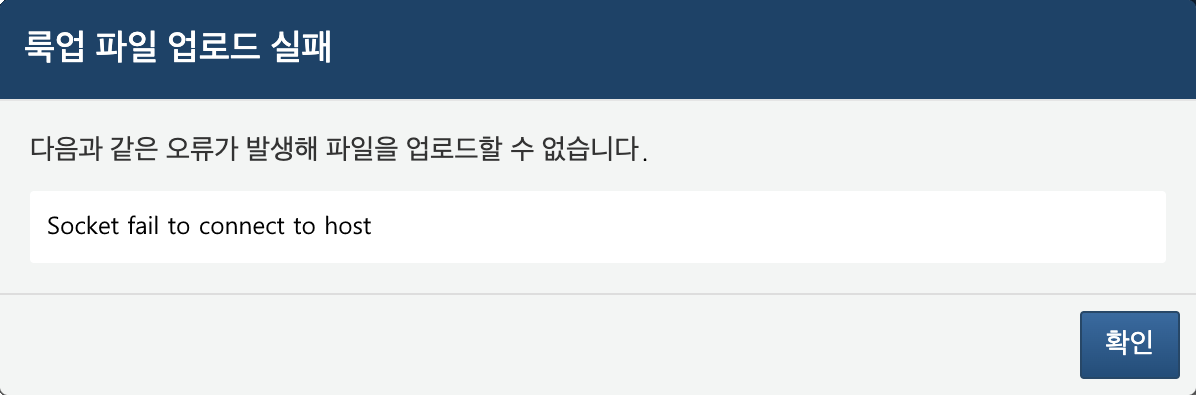 룩업 파일 업로드 실패
다음과 같은 오류가 발생해 파일을 업로드할 수 없습니다.
Socket fail to connect to host
확인